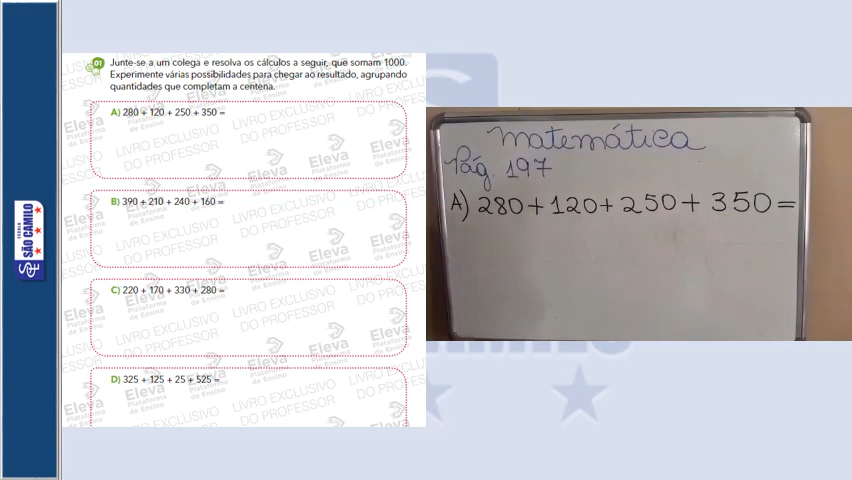 01 Junte-se a um colega e resolva os cálculos a seguir, que somam 1000.
Experimente várias possibilidades para chegar ao resultado, agrupando
quantidades que completam a centena.
A) 280 + 120 + 250 + 350 =
B) 390 + 210 + 240 + 160 =
C) 220 + 170 + 330 + 280 =
D) 325 + 125 + 25 + 525 =
LIVRO EXCLUSIVO
DO PROFESSOR
Eleva
Plataforma
de Ensino
SÃO CAMILO
matemática
Pág. 197
A) 280 + 120 + 250 + 350 =